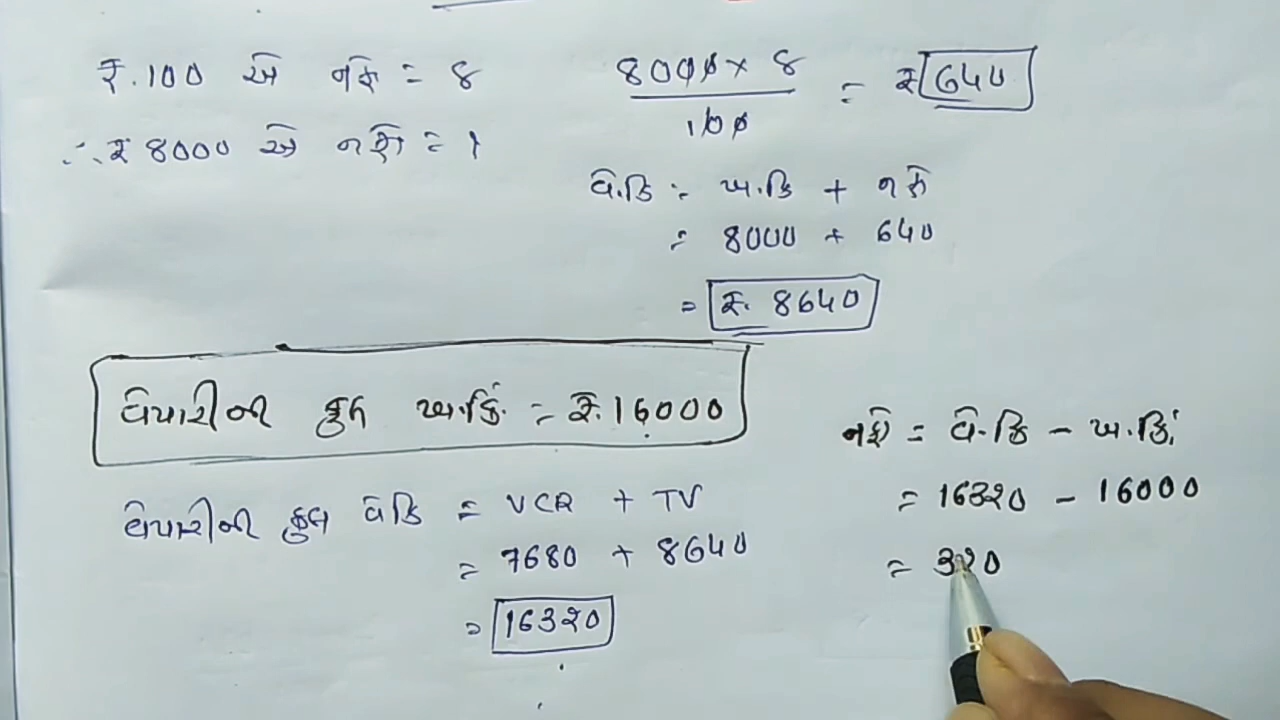 રૂ.100 એ નફો = 8
∴ ₹ 8000 એ નફો = ?
8000 × 8 / 100 = ₹ 640
વે.કિ = ખ.કિ + નફો
= 8000 + 640
= રૂ. 8640
વેપારીની કુલ ખ.કિં. = રૂ.16000
વેપારીની કુલ વે.કિ = VCR + TV
= 7680 + 8640
= 16320
નફો = વે.કિ - ખ.કિં.
= 16320 - 16000
= 320